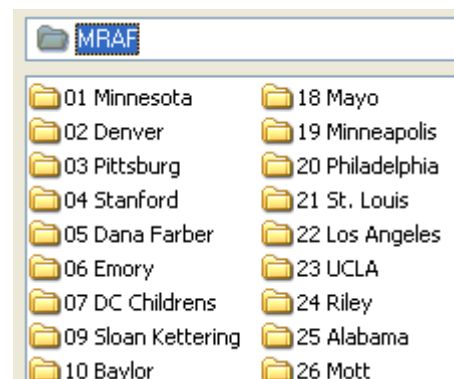 MRAF
01 Minnesota
02 Denver
03 Pittsburg
04 Stanford
05 Dana Farber
06 Emory
07 DC Childrens
09 Sloan Kettering
10 Baylor
18 Mayo
19 Minneapolis
20 Philadelphia
21 St. Louis
22 Los Angeles
23 UCLA
24 Riley
25 Alabama
26 Mott